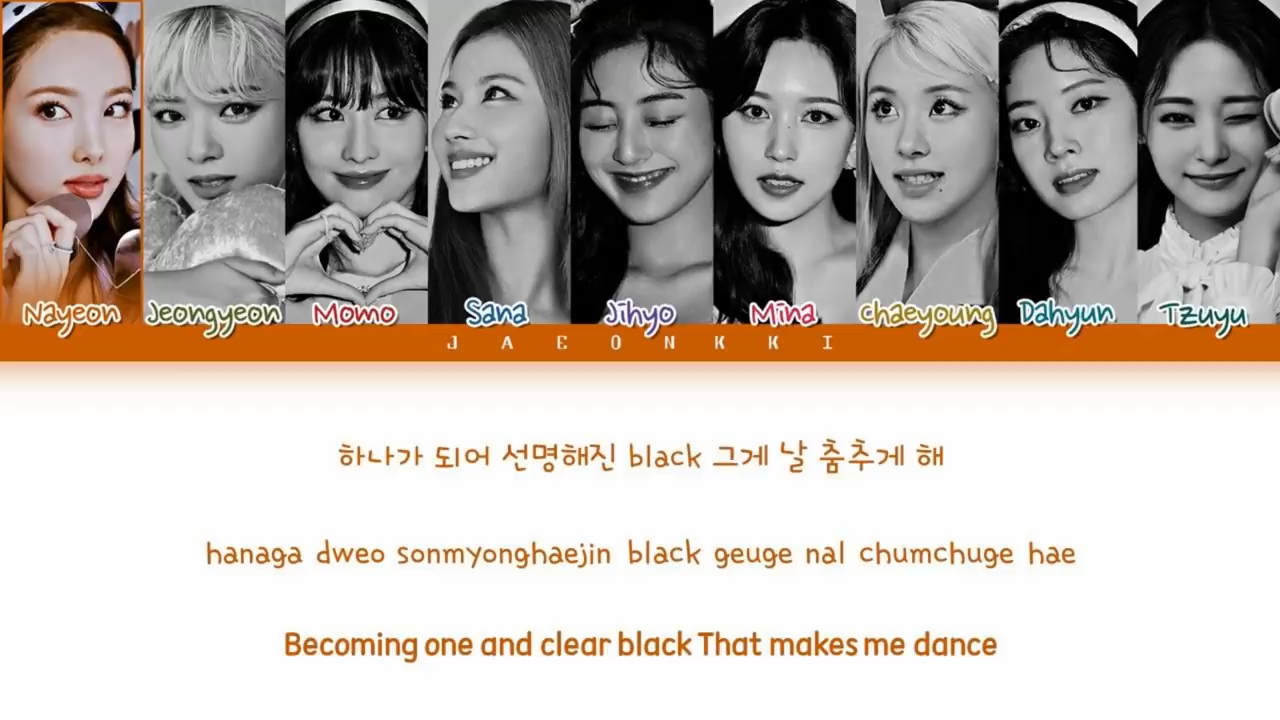 Nayeon Jeongyeon Momo Sana Jihyo Mina chaeyoung Dahyun Tzuyu
JAEONKKI
하나가 되어 선명해진 black 그게 날 춤추게 해
hanaga dweo sonmyonghaejin black geuge nal chumchuge hae
Becoming one and clear black That makes me dance